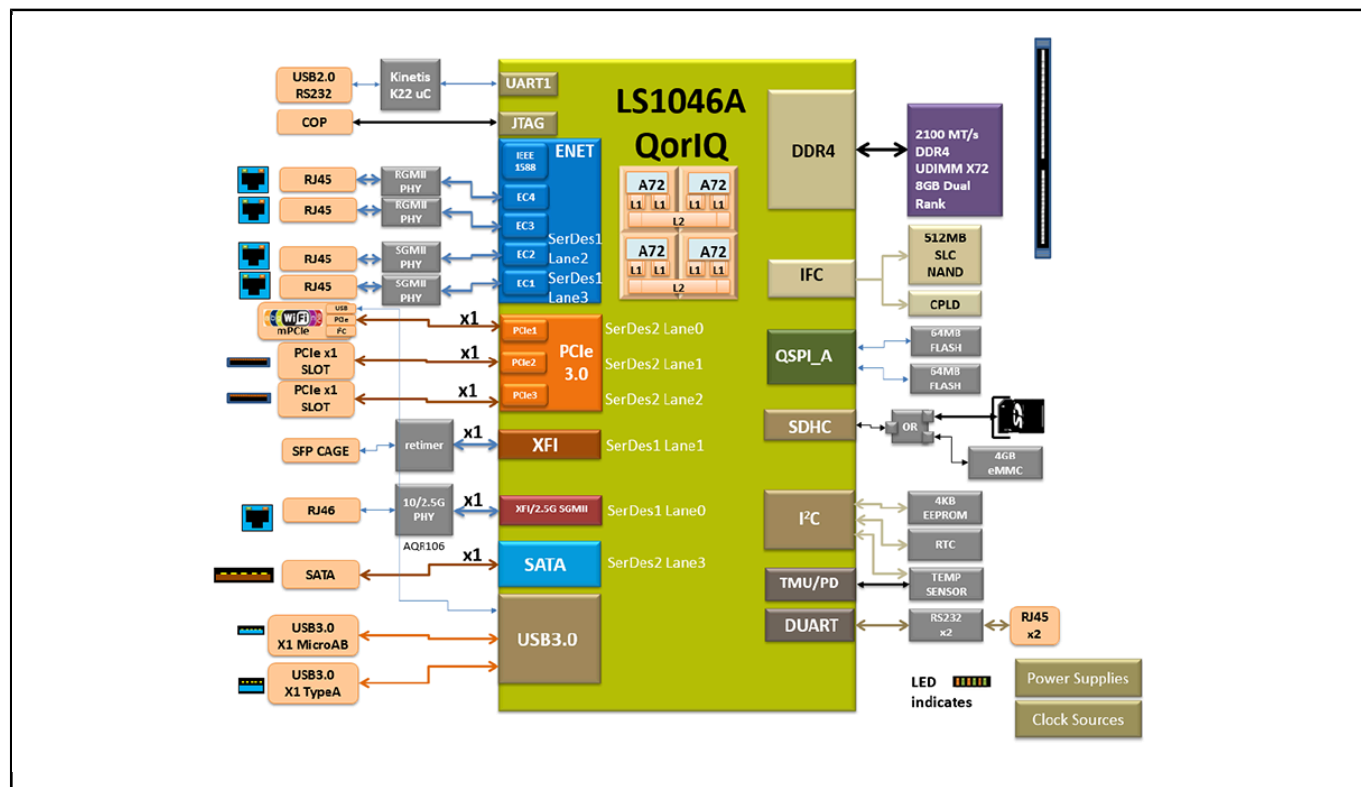 LS1046A
QorIQ
USB2.0
RS232
Kinetis
K22 uC
UART1
COP
JTAG
IEEE
1588
ENET
RJ45
RGMII
PHY
EC4
RJ45
RGMII
PHY
EC3
RJ45
SGMII
PHY
EC2
SerDes1
Lane2
RJ45
SGMII
PHY
EC1
SerDes1
Lane3
A72
A72
L1 L1 L1 L1
L2
A72
A72
L1 L1 L1 L1
L2
WiFi
mPCIe
USB
PCIe
I²C
x1
PCIe1
SerDes2 Lane0
PCIe x1
SLOT
x1
PCIe2
PCIe
3.0
SerDes2 Lane1
PCIe x1
SLOT
x1
PCIe3
SerDes2 Lane2
SFP CAGE
retimer
x1
XFI
SerDes1 Lane1
RJ46
10/2.5G
PHY
AQR106
x1
XFI/2.5G SGMII
SerDes1 Lane0
SATA
x1
SATA
SerDes2 Lane3
USB3.0
X1 MicroAB
USB3.0
USB3.0
X1 TypeA
DDR4
2100 MT/s
DDR4
UDIMM X72
8GB Dual
Rank
IFC
512MB
SLC
NAND
CPLD
QSPI_A
64MB
FLASH
64MB
FLASH
SDHC
OR
4GB
eMMC
I²C
4KB
EEPROM
RTC
TMU/PD
TEMP
SENSOR
DUART
RS232
x2
RJ45
x2
LED
indicates
Power Supplies
Clock Sources